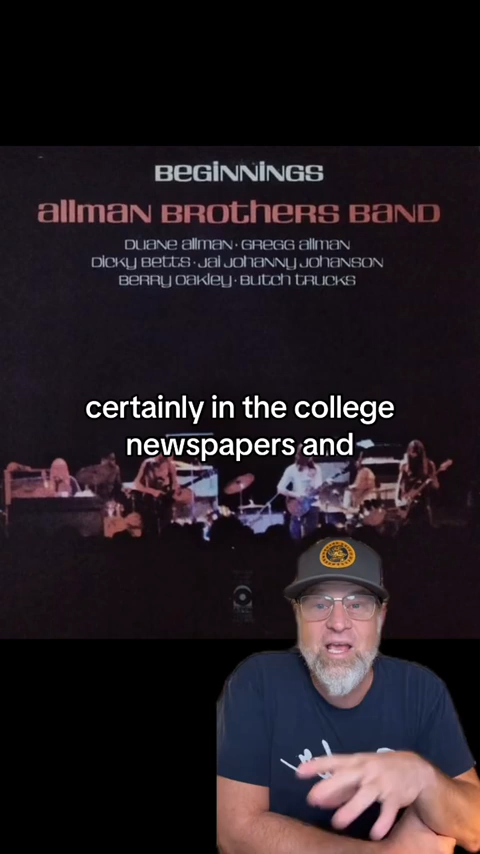 BEGINNINGS
allman BROTHERS BAND
DUANE allman · GREGG allman
DICKY BETTS · JAI JOHANNY JOHANSON
BERRY OAKLEY · BUTCH TRUCKS
certainly in the college
newspapers and